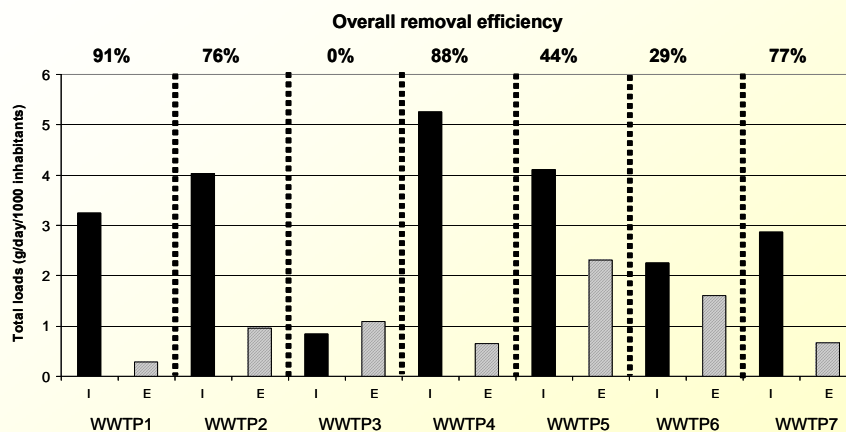 Overall removal efficiency
91% 76% 0% 88% 44% 29% 77%
Total loads (g/day/1000 inhabitants)
6
5
4
3
2
1
0
I E I E I E I E I E I E I E
WWTP1 WWTP2 WWTP3 WWTP4 WWTP5 WWTP6 WWTP7